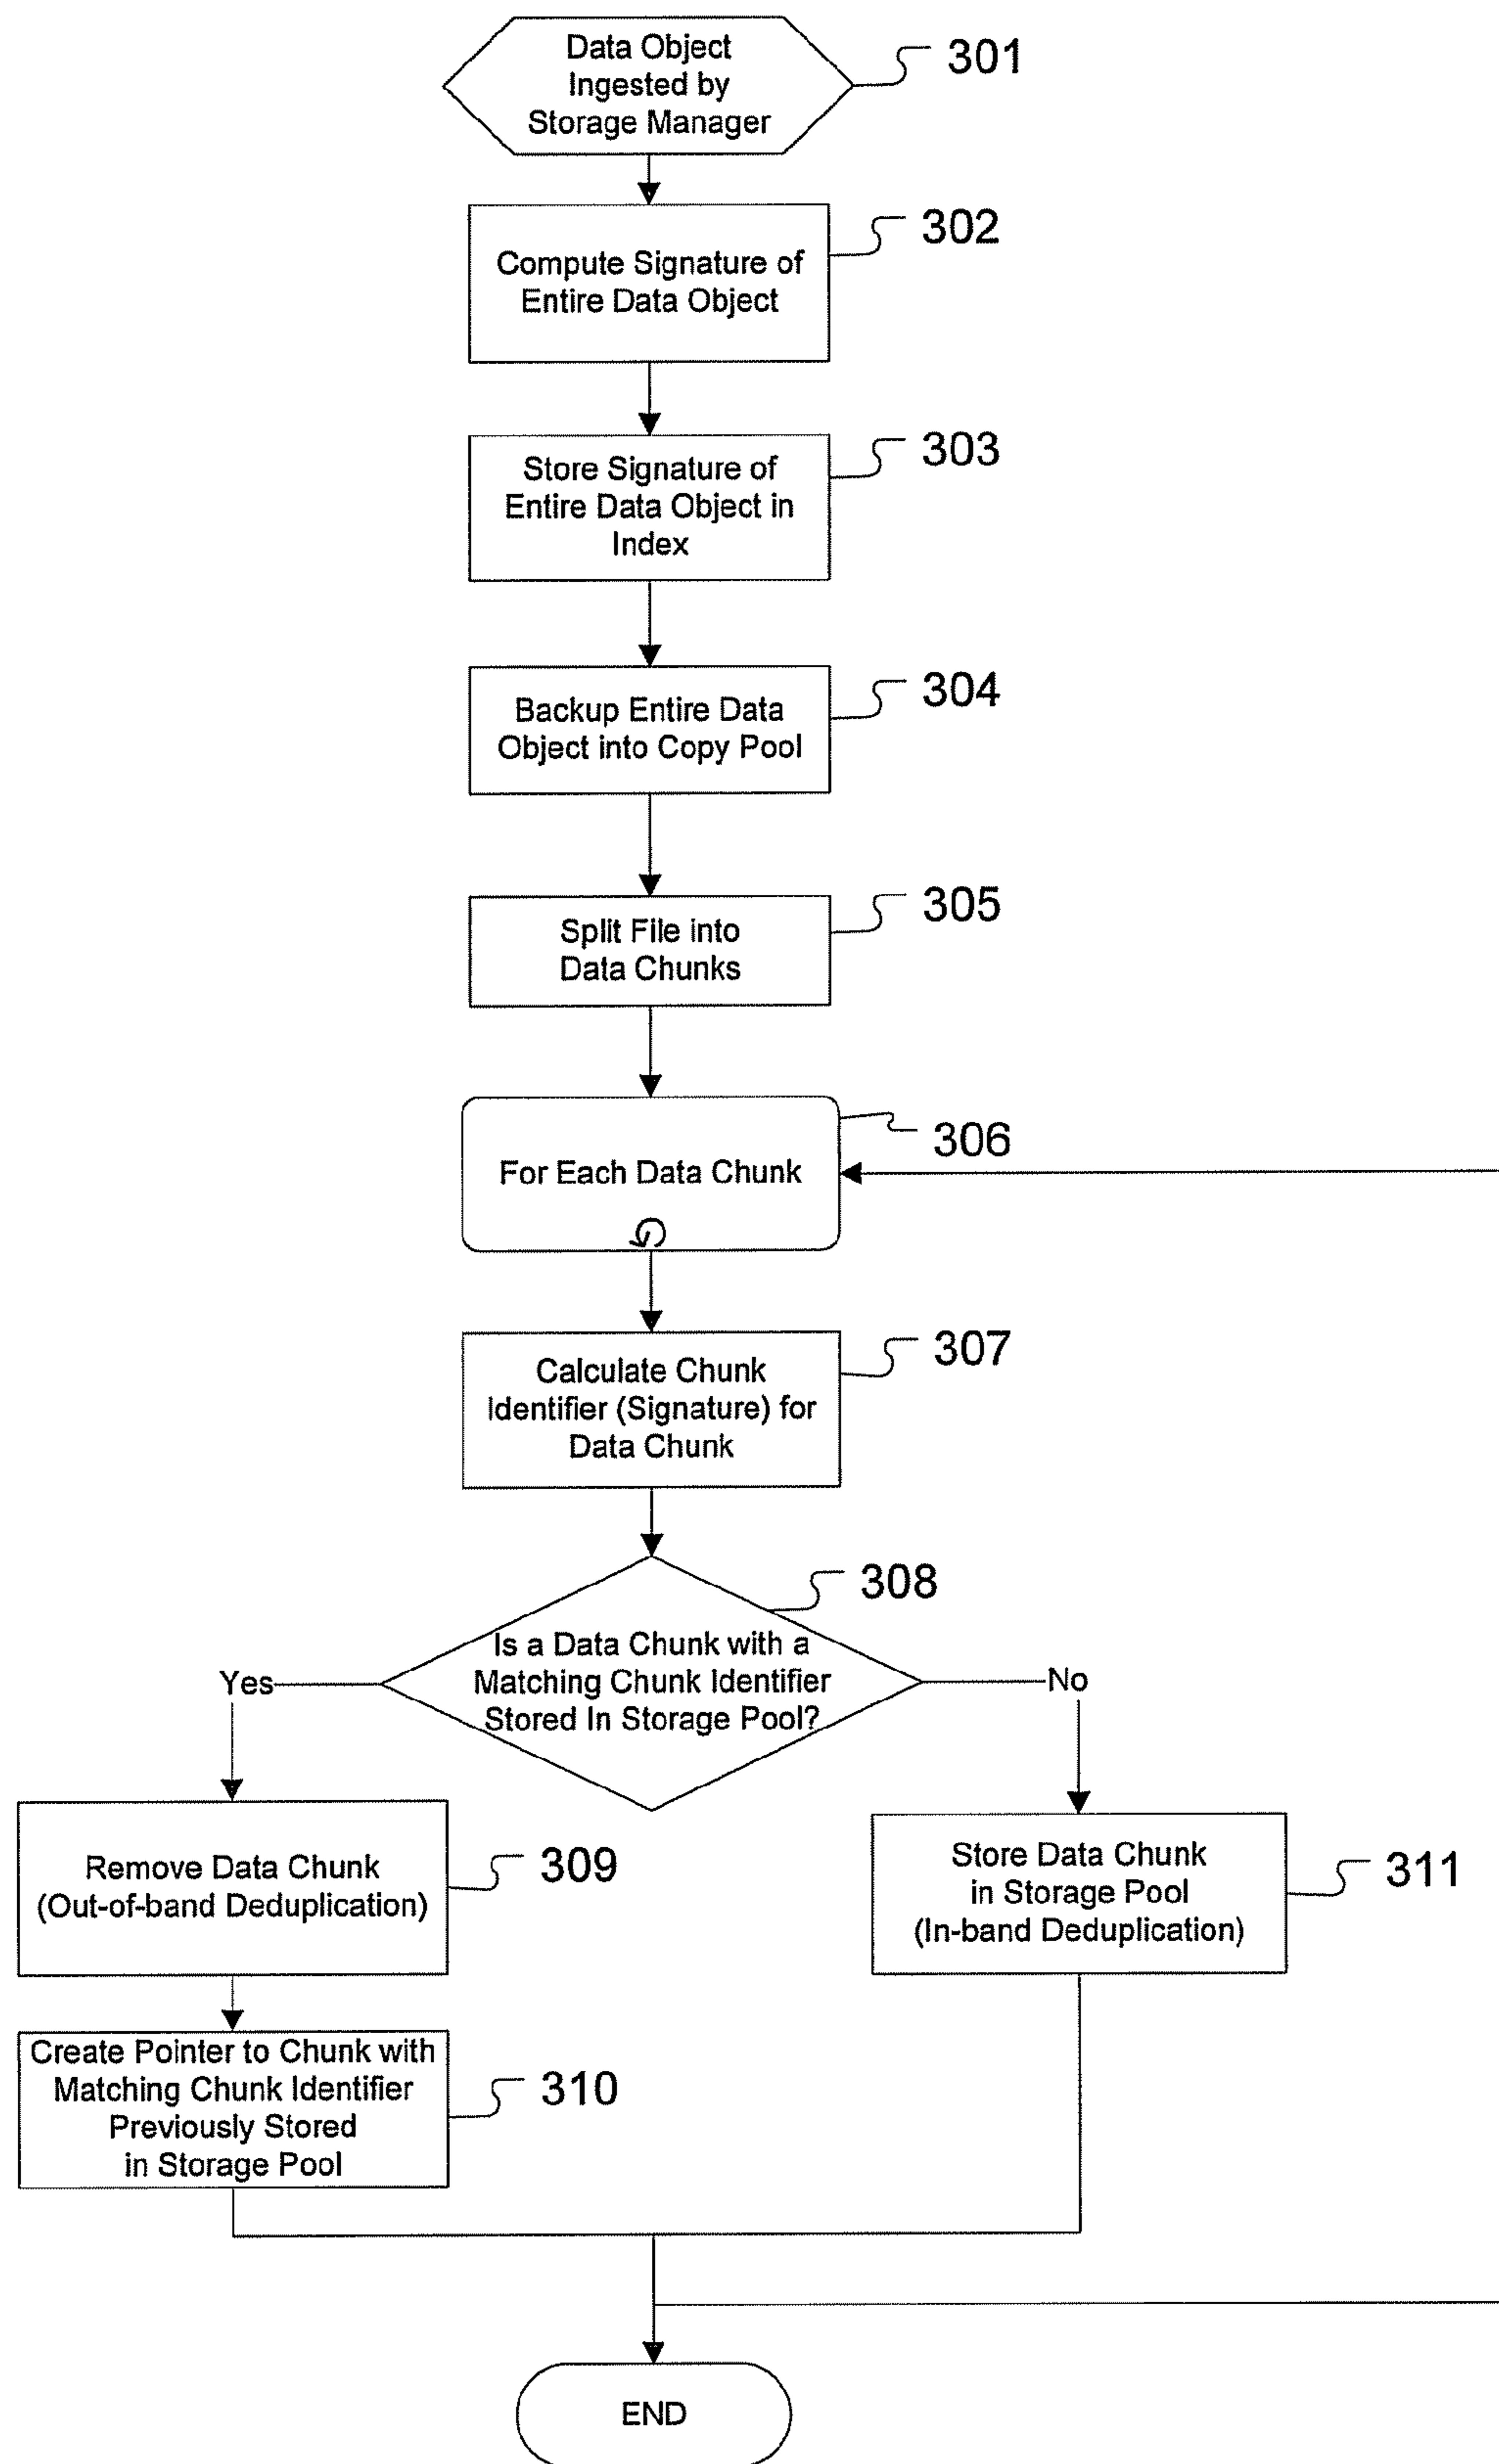 Data Object
Ingested by
Storage Manager
301
Compute Signature of
Entire Data Object
302
Store Signature of
Entire Data Object in
Index
303
Backup Entire Data
Object into Copy Pool
304
Split File into
Data Chunks
305
For Each Data Chunk
306
Calculate Chunk
Identifier (Signature) for
Data Chunk
307
Is a Data Chunk with a
Matching Chunk Identifier
Stored In Storage Pool?
308
Yes
No
Remove Data Chunk
(Out-of-band Deduplication)
309
Store Data Chunk
in Storage Pool
(In-band Deduplication)
311
Create Pointer to Chunk with
Matching Chunk Identifier
Previously Stored
in Storage Pool
310
END